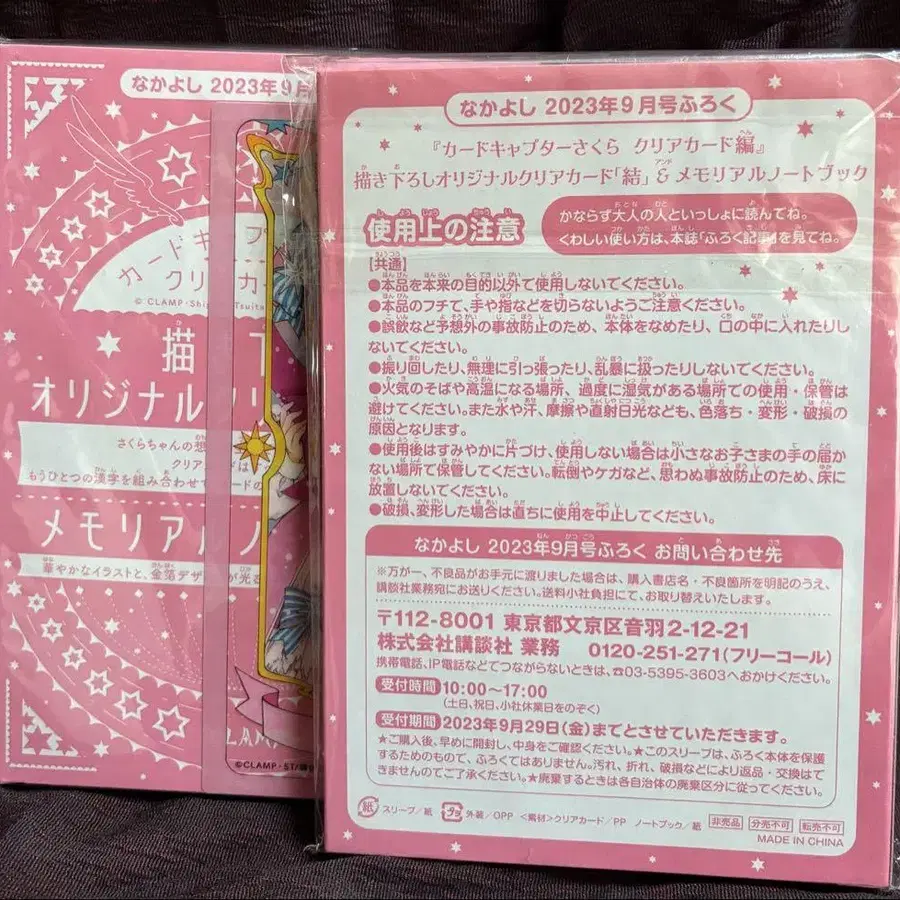 なかよし 2023年9月
カードキャプ
クリアカー
© CLAMP・Shi Tsuita
描 下
オリジナル リ
さくらちゃんの想
クリア ドは
もうひとつの漢字を組み合わせ ードの
メモリアル ノ
華やかなイラストと、金箔デザ が光る
CLAMP
©CLAMP・ST/講
なかよし 2023年9月号ふろく
『カードキャプターさくら クリアカード編』
描き下ろしオリジナルクリアカード「結」&メモリアルノートブック
使用上の注意
かならず大人の人といっしょに読んでね。
くわしい使い方は、本誌「ふろく記事」を見てね。
[共通]
●本品を本来の目的以外で使用しないでください。
●本品のフチで、手や指などを切らないようご注意ください。
●誤飲など予想外の事故防止のため、本体をなめたり、口の中に入れたりし
ないでください。
●振り回したり、無理に引っ張ったり、乱暴に扱ったりしないでください。
●火気のそばや高温になる場所、過度に湿気がある場所での使用・保管は
避けてください。また水や汗、摩擦や直射日光なども、色落ち・変形・破損の
原因となります。
●使用後はすみやかに片づけ、使用しない場合は小さなお子さまの手の届か
ない場所で保管してください。転倒やケガなど、思わぬ事故防止のため、床に
放置しないでください。
●破損、変形した場合は直ちに使用を中止してください。
なかよし 2023年9月号ふろく お問い合わせ先
※万が一、不良品がお手元に渡りました場合は、購入書店名・不良箇所を明記のうえ、
講談社業務宛にお送りください。送料小社負担にて、お取り替えいたします。
〒112-8001 東京都文京区音羽2-12-21
株式会社講談社 業務 0120-251-271(フリーコール)
携帯電話、IP電話などでつながらないときは、☎03-5395-3603へおかけください。
受付時間 10:00〜17:00
(土日、祝日、小社休業日をのぞく)
受付期間 2023年9月29日(金)までとさせていただきます。
★ご購入後、早めに開封し、中身をご確認ください。★このスリーブは、ふろく本体を保護
するためのもので、ふろくではありません。汚れ、折れ、破損などにより返品・交換はで
きませんのでご了承ください。★廃棄するときは各自治体の廃棄区分に従ってください。
紙 スリーブ/紙 プラ 外装/OPP <素材>クリアカード/PP ノートブック/紙 非売品 分売不可 転売不可
MADE IN CHINA